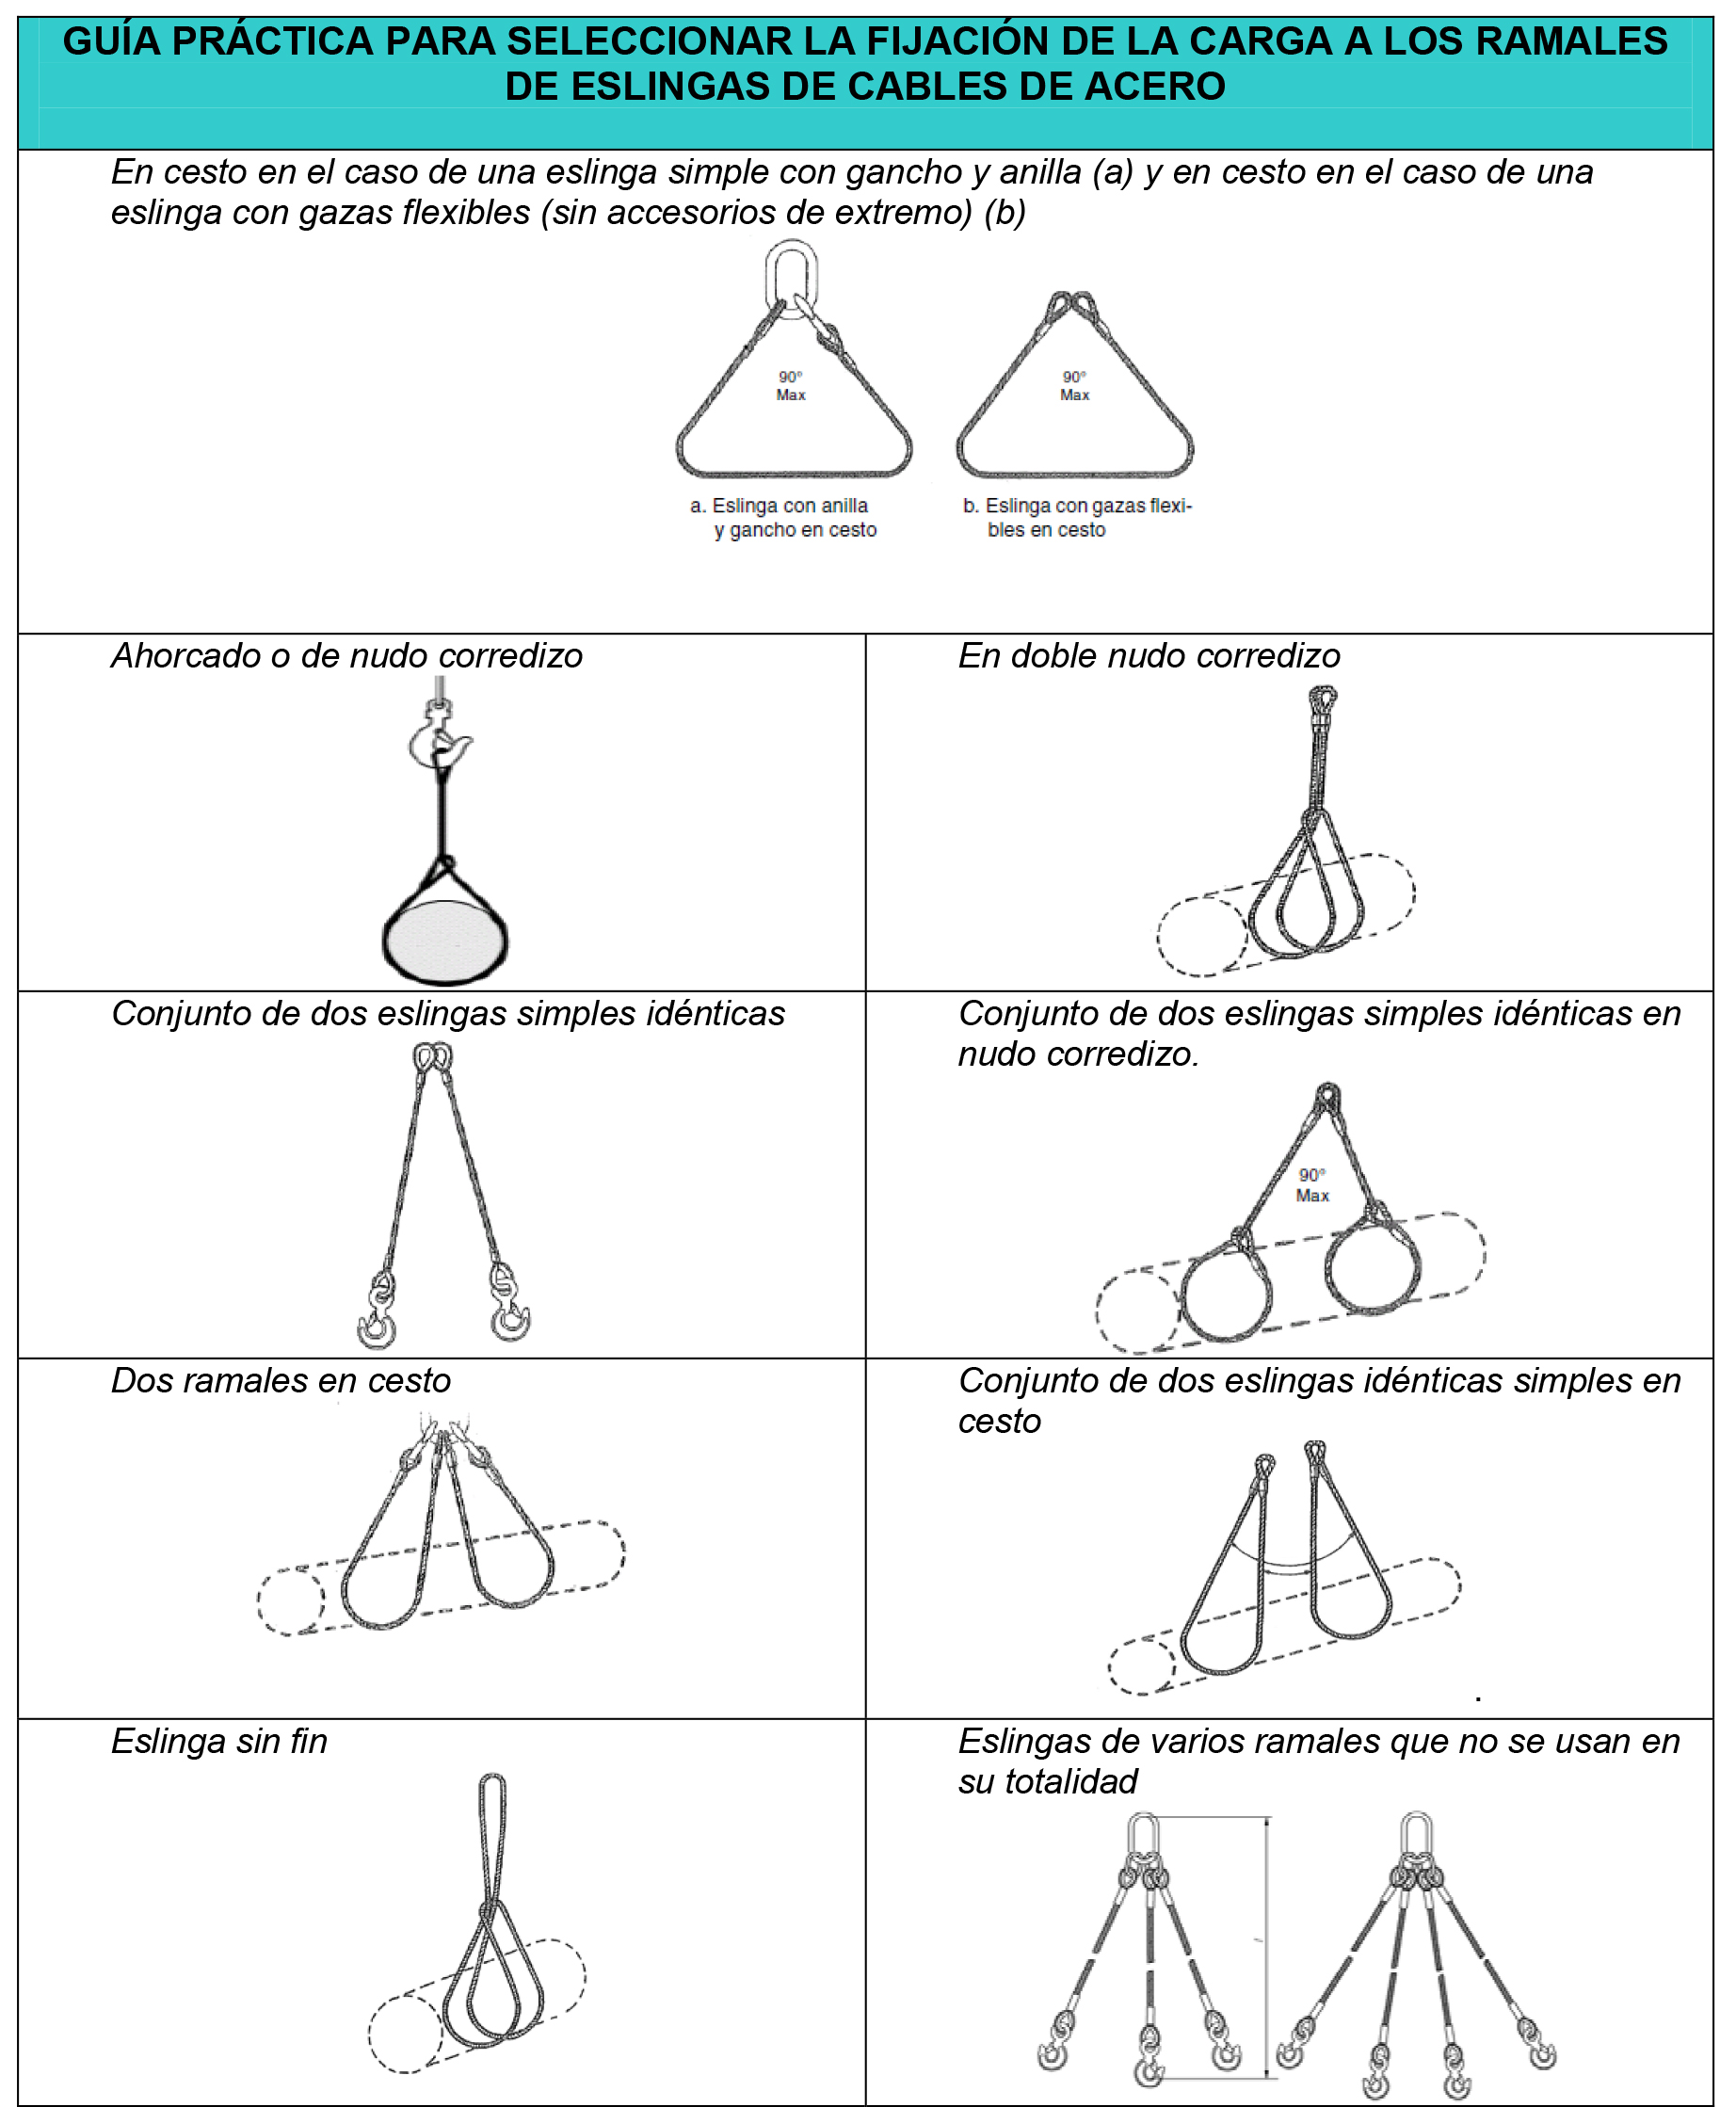 GUÍA PRÁCTICA PARA SELECCIONAR LA FIJACIÓN DE LA CARGA A LOS RAMALES
DE ESLINGAS DE CABLES DE ACERO
En cesto en el caso de una eslinga simple con gancho y anilla (a) y en cesto en el caso de una
eslinga con gazas flexibles (sin accesorios de extremo) (b)
90°
Max
90°
Max
a. Eslinga con anilla
y gancho en cesto
b. Eslinga con gazas flexi-
bles en cesto
Ahorcado o de nudo corredizo
En doble nudo corredizo
Conjunto de dos eslingas simples idénticas
Conjunto de dos eslingas simples idénticas en
nudo corredizo.
90°
Max
Dos ramales en cesto
Conjunto de dos eslingas idénticas simples en
cesto
.
Eslinga sin fin
Eslingas de varios ramales que no se usan en
su totalidad
l